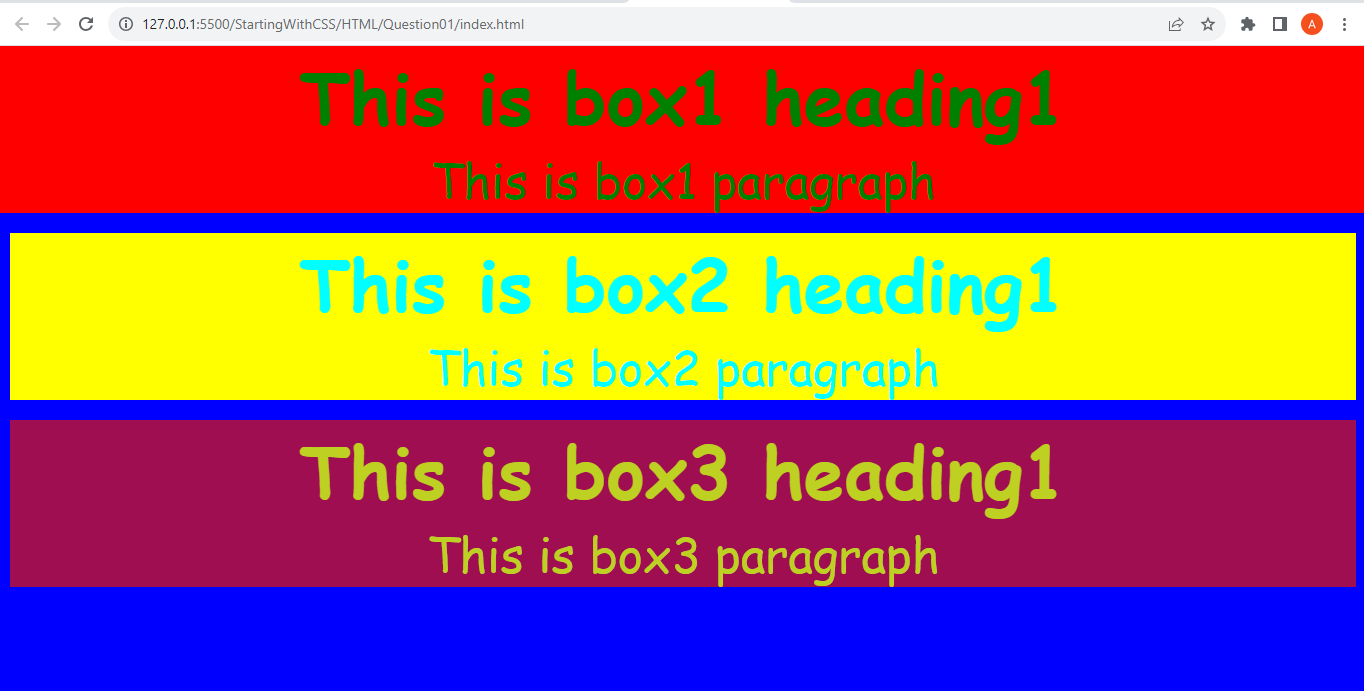 127.0.0.1:5500/StartingWithCSS/HTML/Question01/index.html
A
This is box1 heading1
This is box1 paragraph
This is box2 heading1
This is box2 paragraph
This is box3 heading1
This is box3 paragraph